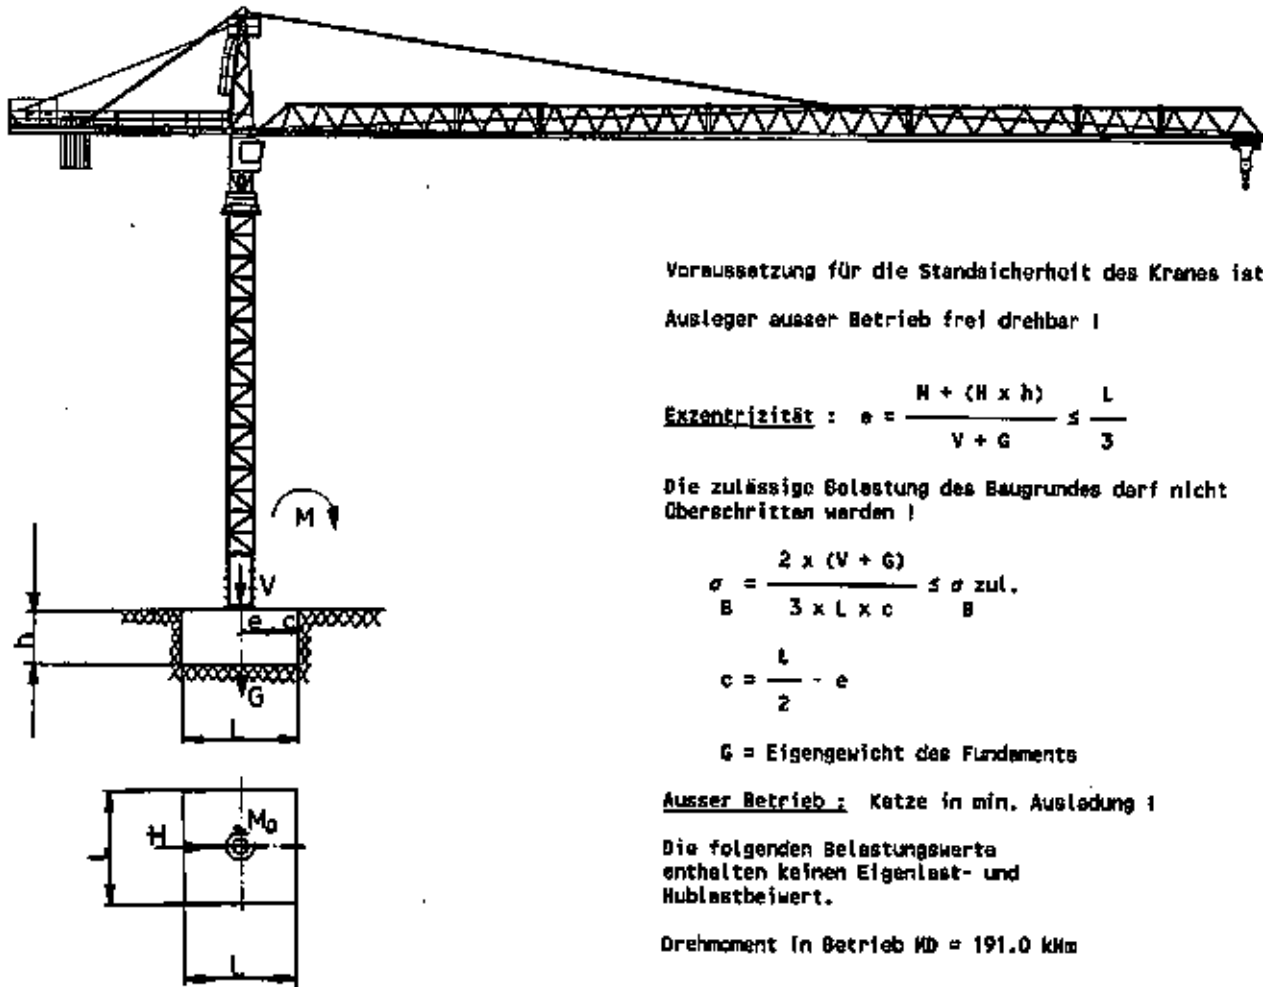 Voraussetzung für die Standsicherheit des Kranes ist
Ausleger ausser Betrieb frei drehbar !
Exzentrizität : e = M + (H x h) / V + G ≤ L / 3
Die zulässige Belastung des Baugrundes darf nicht
Überschritten werden !
σ B = 2 x (V + G) / 3 x L x c ≤ σ B zul.
c = L / 2 - e
G = Eigengewicht des Fundaments
Ausser Betrieb : Katze in min. Ausladung !
Die folgenden Belastungswerte
enthalten keinen Eigenlast- und
Hublastbeiwert.
Drehmoment in Betrieb MD = 191.0 kNm
M
V
e c
h
G
L
M_D
H
L
L